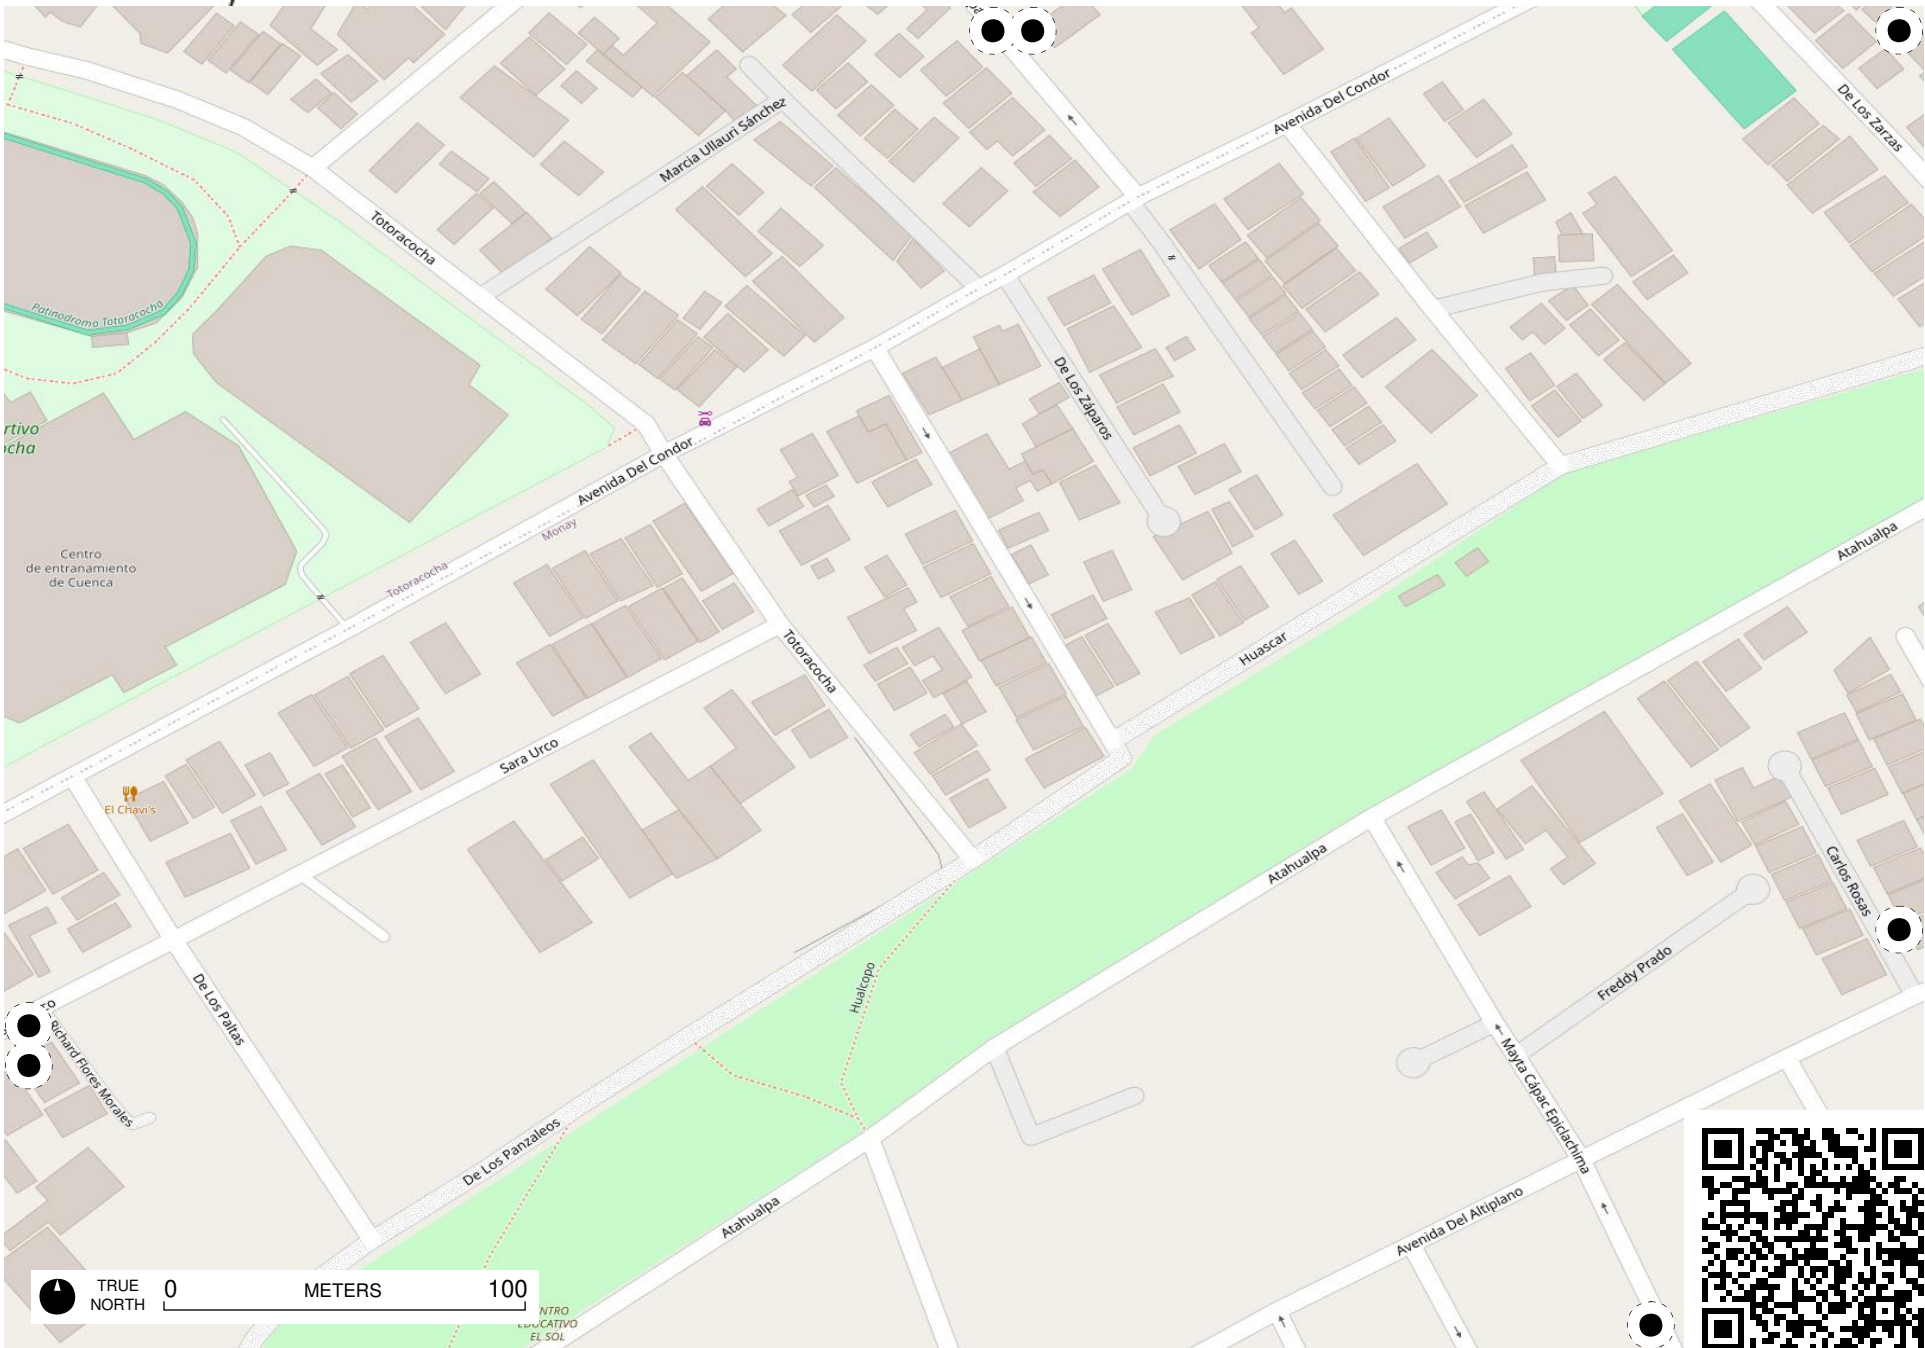 Avenida Del Condor
De Los Zarzas
Marcia Ullauri Sánchez
Totoracocha
Patinodromo Totoracocha
De Los Záparos
rtivo
cocha
Avenida Del Condor
Monay
Totoracocha
Centro
de entranamiento
de Cuenca
Atahualpa
Huascar
Totoracocha
Sara Urco
El Chavi's
Atahualpa
Carlos Rosas
Freddy Prado
Hualcopo
De Los Paltas
Richard Flores Morales
Mayta Cápac Epiclachima
De Los Panzaleos
Atahualpa
Avenida Del Altiplano
TRUE
NORTH
0 METERS 100
NTRO
EDUCATIVO
EL SOL